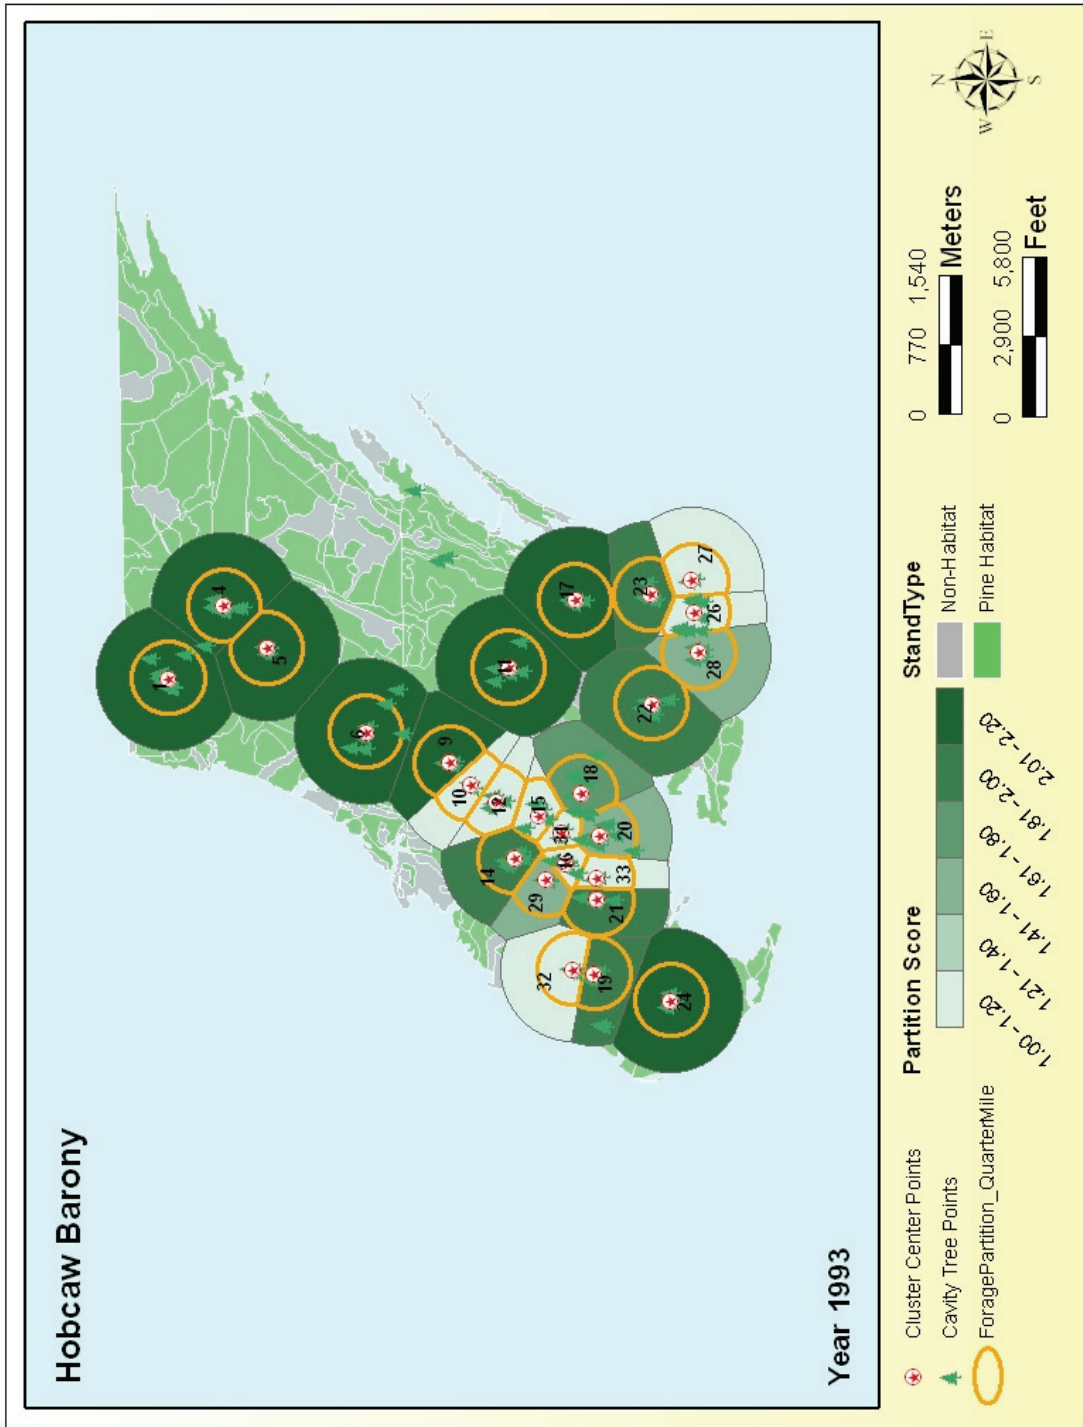 Hobcaw Barony
1
4
5
6
9
10
11
12
14
15
16
17
18
19
20
21
22
23
24
26
27
28
29
32
33
Year 1993
Cluster Center Points
Cavity Tree Points
ForagePartition_QuarterMile
Partition Score
1.00 - 1.20
1.21 - 1.40
1.41 - 1.60
1.61 - 1.80
1.81 - 2.00
2.01 - 2.20
StandType
Non-Habitat
Pine Habitat
0 770 1,540
Meters
0 2,900 5,800
Feet
N
W
E
S